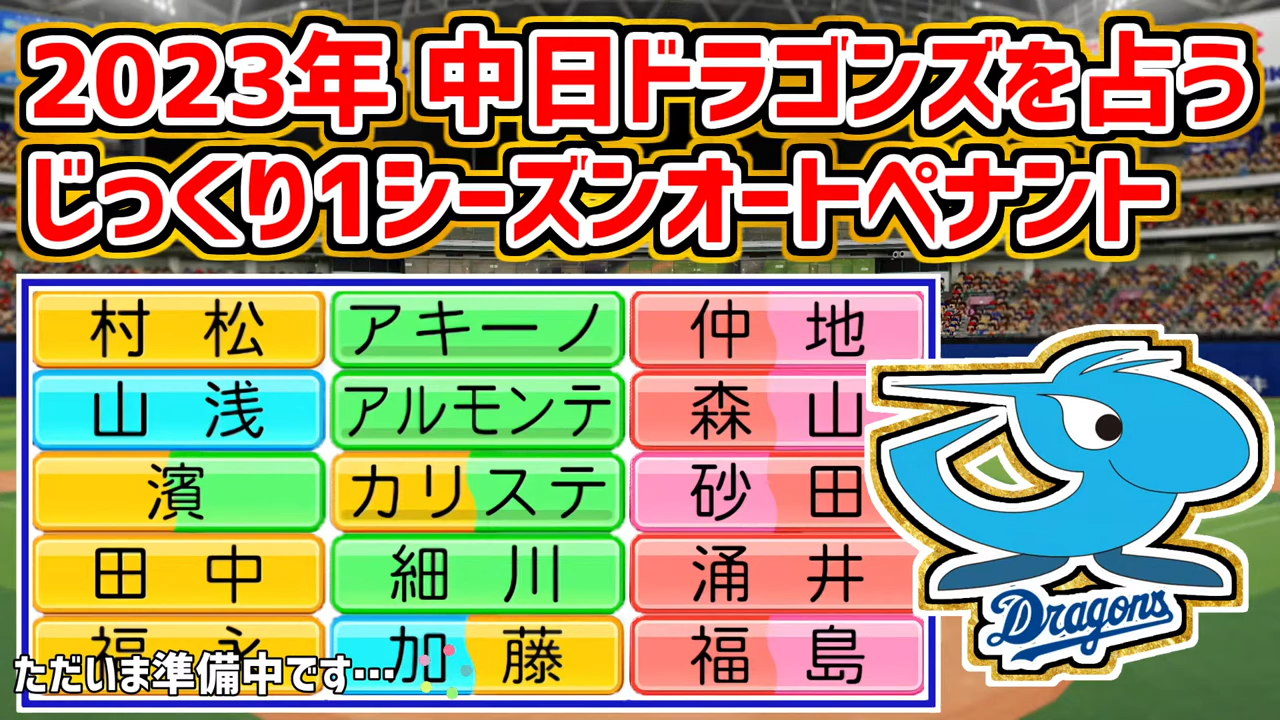 2023年 中日ドラゴンズを占う
じっくり1シーズンオートペナント
村松 アキーノ 仲地
山浅 アルモンテ 森山
濱 カリステ 砂田
田中 細川 涌井
福永 加藤 福島
ただいま準備中です…
Dragons